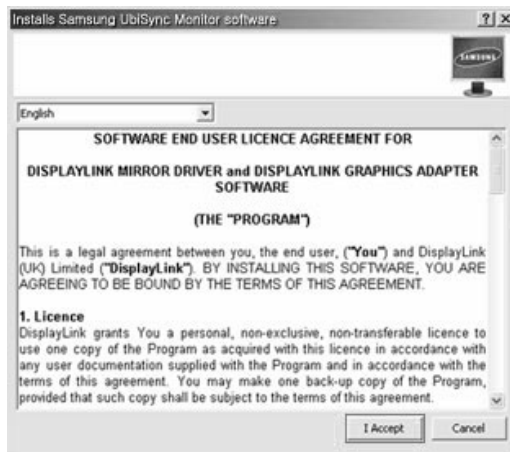 Installs Samsung UbiSync Monitor software
SAMSUNG
English
SOFTWARE END USER LICENCE AGREEMENT FOR
DISPLAYLINK MIRROR DRIVER and DISPLAYLINK GRAPHICS ADAPTER
SOFTWARE
(THE "PROGRAM")
This is a legal agreement between you, the end user, ("You") and DisplayLink
(UK) Limited ("DisplayLink"). BY INSTALLING THIS SOFTWARE, YOU ARE
AGREEING TO BE BOUND BY THE TERMS OF THIS AGREEMENT.
1. Licence
DisplayLink grants You a personal, non-exclusive, non-transferable licence to
use one copy of the Program as acquired with this licence in accordance with
any user documentation supplied with the Program and in accordance with the
terms of this agreement. You may make one back-up copy of the Program,
provided that such copy shall be subject to the terms of this agreement.
I Accept
Cancel